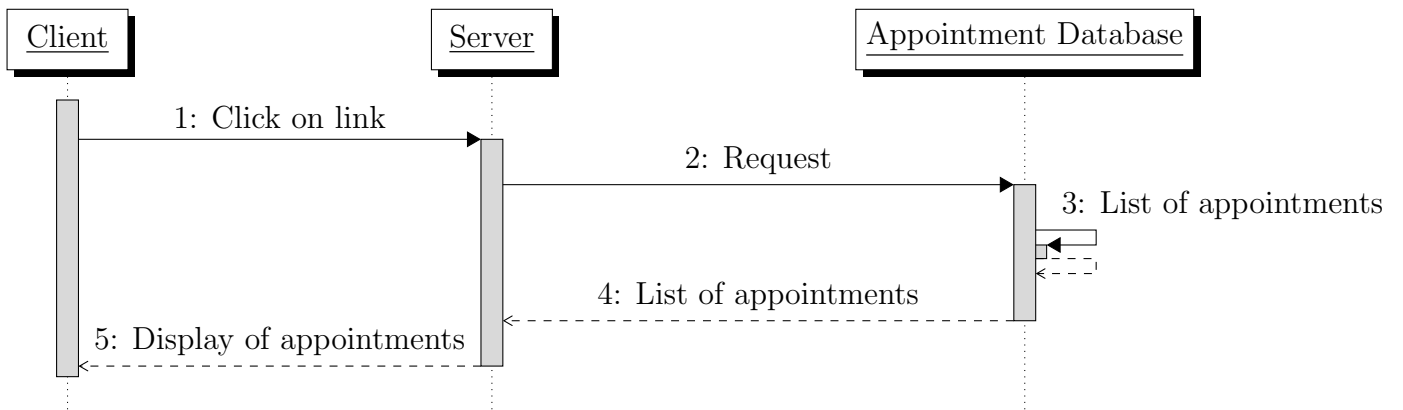 Client
Server
Appointment Database
1: Click on link
2: Request
3: List of appointments
4: List of appointments
5: Display of appointments